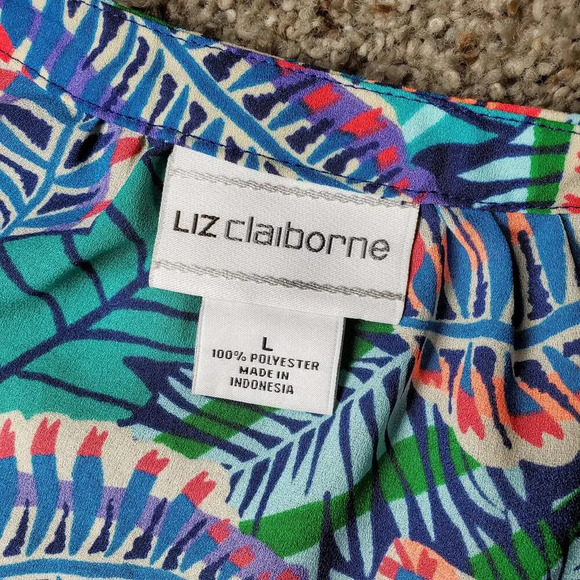 LIZ claiborne
L
100% POLYESTER
MADE IN
INDONESIA